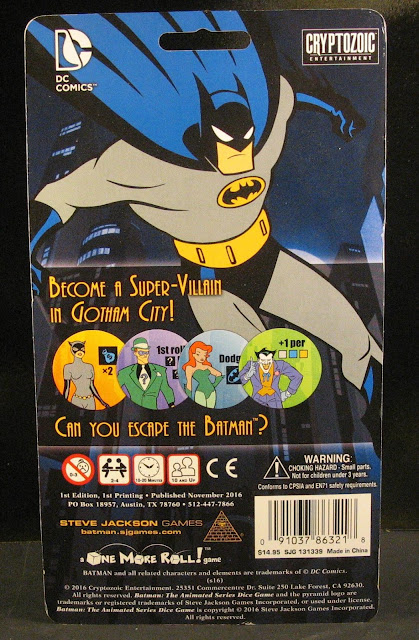 DC
DC
COMICS™
CRYPTOZOIC
ENTERTAINMENT
BECOME A SUPER-VILLAIN
IN GOTHAM CITY!
×2
1st roll
?
Dodg
+1 per
CAN YOU ESCAPE THE BATMAN™?
0-3
2-4
10-20 MINUTES
10 AND UP
CE
WARNING:
CHOKING HAZARD - Small parts.
Not for children under 3 years.
Conforms to CPSIA and EN71 safety requirements.
1st Edition, 1st Printing • Published November 2016
PO Box 18957, Austin, TX 78760 • 512-447-7866
STEVE JACKSON GAMES
batman.sjgames.com
0 91037 86321 8
$14.95 SJG 131339 Made in China
a ONE MORE ROLL!™ game
BATMAN and all related characters and elements are trademarks of © DC Comics.
(s16)
© 2016 Cryptozoic Entertainment. 25351 Commercentre Dr. Suite 250 Lake Forest, CA 92630.
All rights reserved. Batman: The Animated Series Dice Game and the pyramid logo are
trademarks or registered trademarks of Steve Jackson Games Incorporated, or used under license.
Batman: The Animated Series Dice Game is copyright © 2016 Steve Jackson Games Incorporated.
All rights reserved.